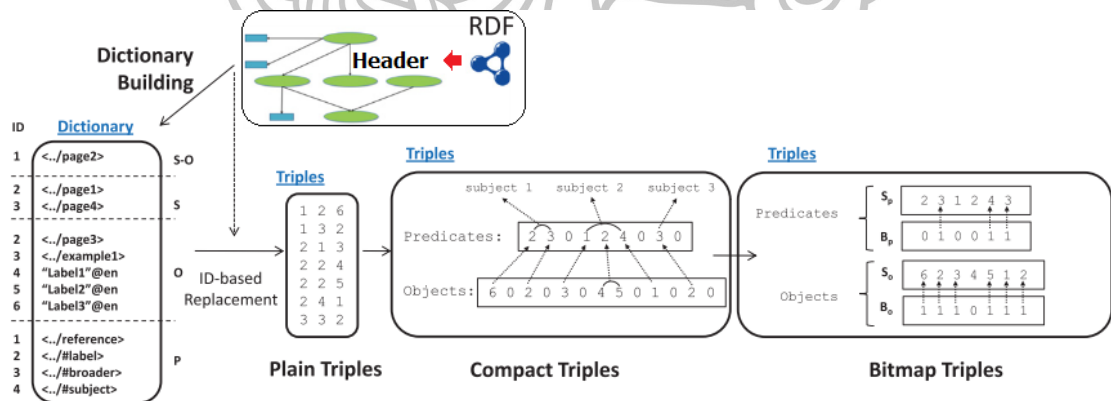 RDF
Header
Dictionary
Building
ID Dictionary
1 <../page2> S-O
2 <../page1>
3 <../page4> S
2 <../page3>
3 <../example1>
4 “Label1”@en O
5 “Label2”@en
6 “Label3”@en
1 <../reference>
2 <../#label> P
3 <../#broader>
4 <../#subject>
ID-based
Replacement
Triples
1 2 6
1 3 2
2 1 3
2 2 4
2 2 5
2 4 1
3 3 2
Plain Triples
Triples
subject 1 subject 2 subject 3
Predicates: 2 3 0 1 2 4 0 3 0
Objects: 6 0 2 0 3 0 4 5 0 1 0 2 0
Compact Triples
Triples
Predicates
Sp 2 3 1 2 4 3
Bp 0 1 0 0 1 1
Objects
So 6 2 3 4 5 1 2
Bo 1 1 1 0 1 1 1
Bitmap Triples